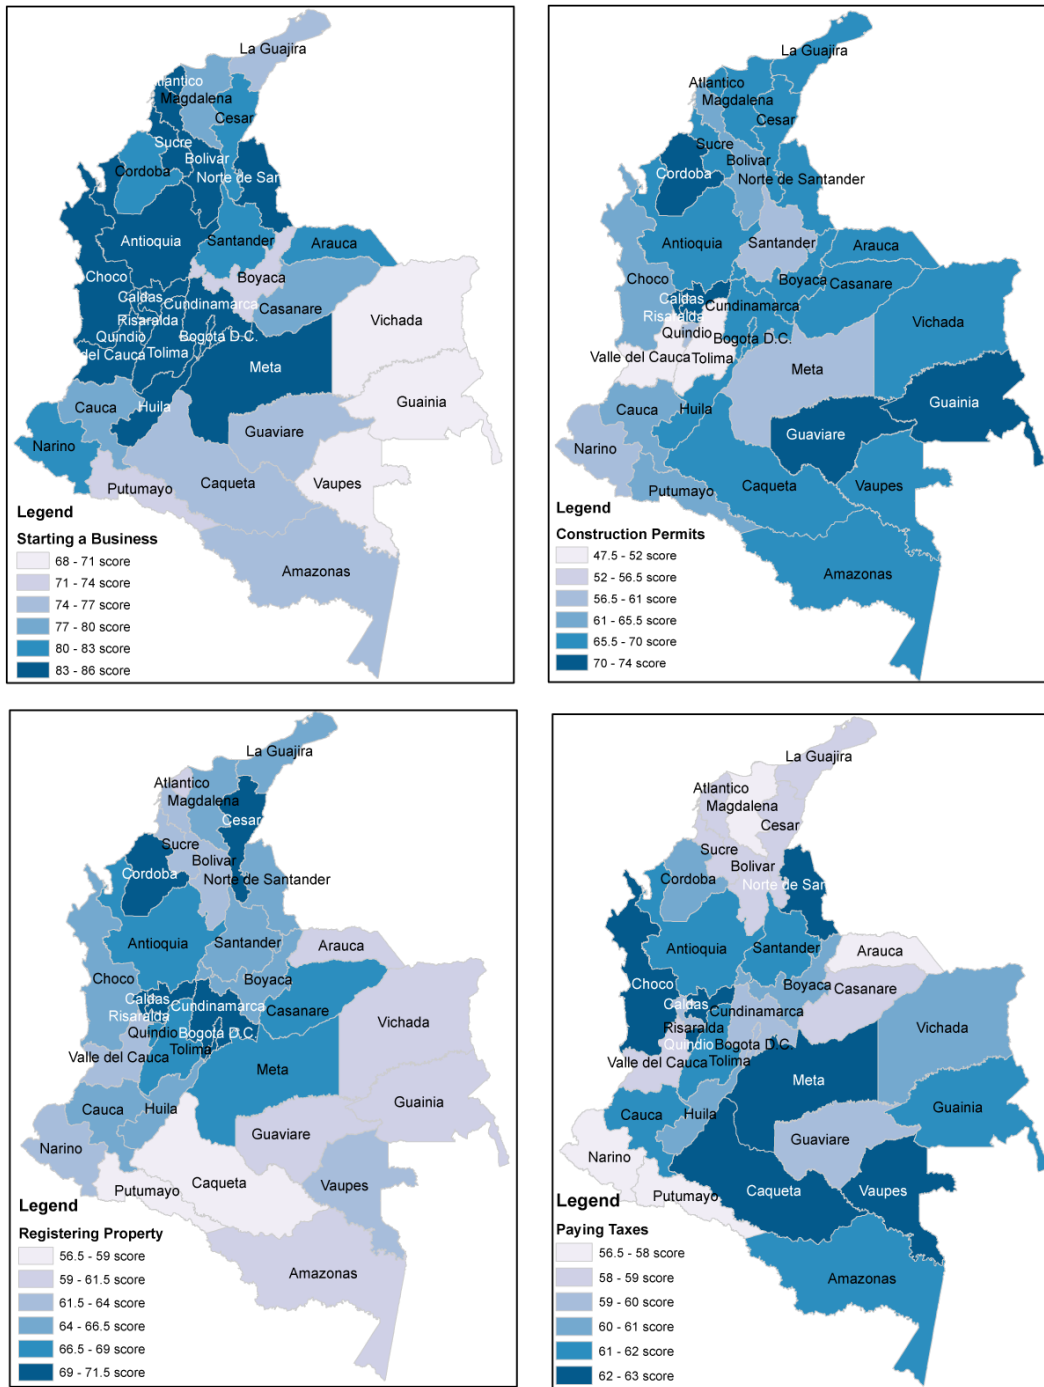 La Guajira
tlantico
Magdalena
Cesar
Sucre
Bolivar
Cordoba
Norte de San
Antioquia
Santander
Arauca
Boyaca
Choco
Caldas
Cundinamarca
Casanare
Risaralda
Vichada
Quindio
Bogota D.C.
del Cauca
Tolima
Meta
Cauca
Huila
Guainia
Narino
Guaviare
Putumayo
Caqueta
Vaupes
Amazonas
Legend
Starting a Business
68 - 71 score
71 - 74 score
74 - 77 score
77 - 80 score
80 - 83 score
83 - 86 score
La Guajira
Atlantico
Magdalena
Cesar
Sucre
Bolivar
Cordoba
Norte de Santander
Antioquia
Santander
Arauca
Choco
Boyaca
Casanare
Caldas
Cundinamarca
Risaralda
Vichada
Quindio
Bogota D.C.
Valle del Cauca
Tolima
Meta
Cauca
Huila
Guainia
Narino
Guaviare
Putumayo
Caqueta
Vaupes
Amazonas
Legend
Construction Permits
47.5 - 52 score
52 - 56.5 score
56.5 - 61 score
61 - 65.5 score
65.5 - 70 score
70 - 74 score
La Guajira
Atlantico
Magdalena
Cesar
Sucre
Bolivar
Cordoba
Norte de Santander
Antioquia
Santander
Arauca
Choco
Boyaca
Caldas
Cundinamarca
Casanare
Risaralda
Vichada
Quindio
Bogota D.C.
Valle del Cauca
Tolima
Meta
Cauca
Huila
Guainia
Narino
Guaviare
Putumayo
Caqueta
Vaupes
Amazonas
Legend
Registering Property
56.5 - 59 score
59 - 61.5 score
61.5 - 64 score
64 - 66.5 score
66.5 - 69 score
69 - 71.5 score
La Guajira
Atlantico
Magdalena
Cesar
Sucre
Bolivar
Cordoba
Norte de San
Antioquia
Santander
Arauca
Choco
Boyaca
Casanare
Caldas
Cundinamarca
Risaralda
Vichada
Quindio
Bogota D.C.
Valle del Cauca
Tolima
Meta
Cauca
Huila
Guainia
Narino
Guaviare
Putumayo
Caqueta
Vaupes
Amazonas
Legend
Paying Taxes
56.5 - 58 score
58 - 59 score
59 - 60 score
60 - 61 score
61 - 62 score
62 - 63 score